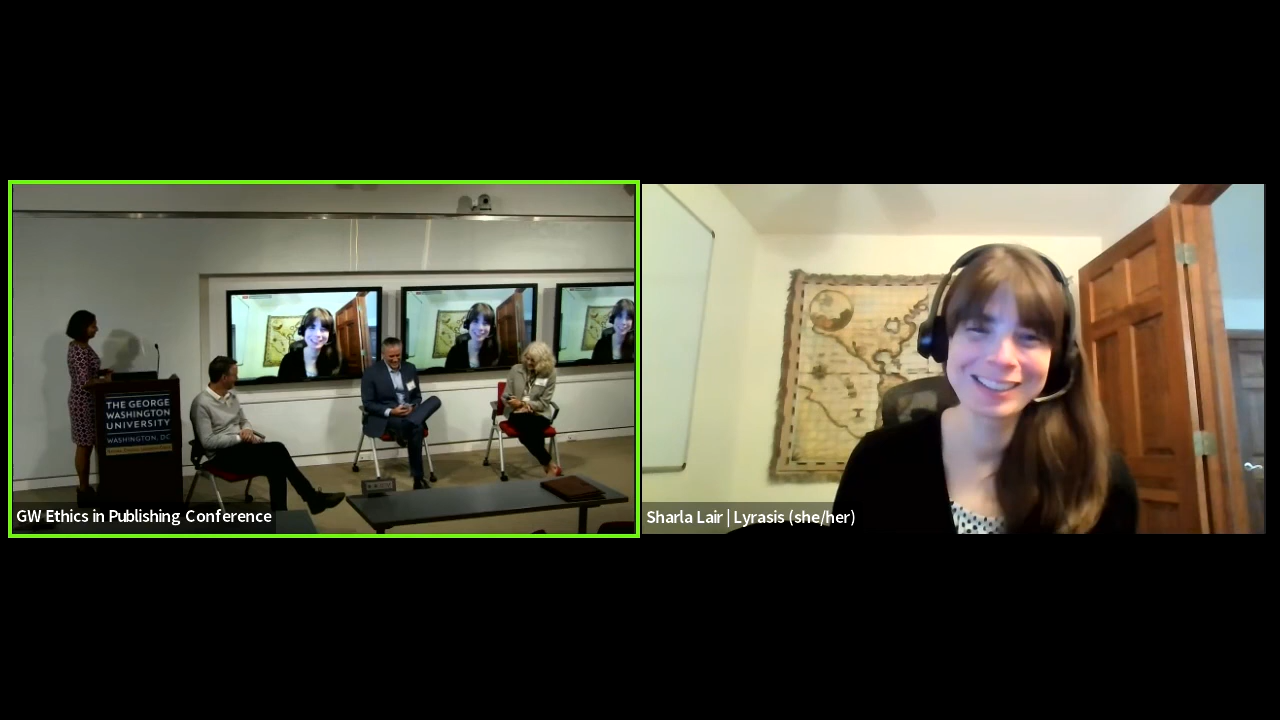 THE GEORGE
WASHINGTON
UNIVERSITY
WASHINGTON, DC
GW Ethics in Publishing Conference
Sharla Lair | Lyrasis (she/her)